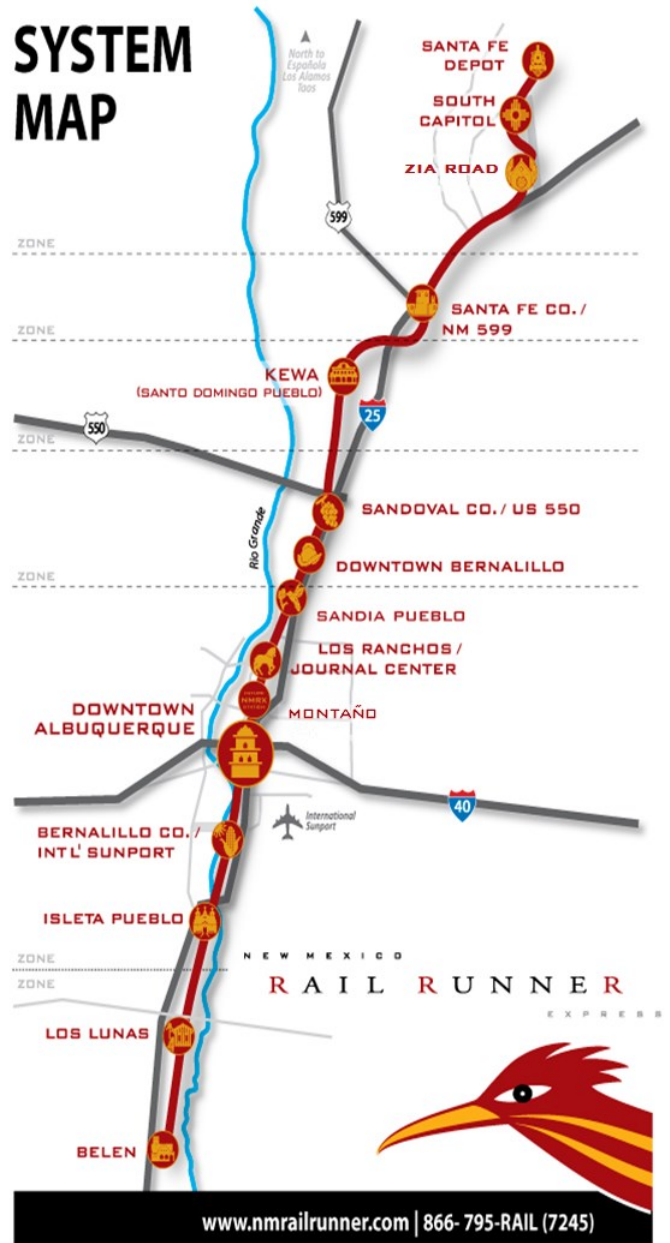 SYSTEM
MAP
North to
Española
Los Alamos
Taos
SANTA FE
DEPOT
SOUTH
CAPITOL
ZIA ROAD
599
ZONE
SANTA FE CO./
NM 599
ZONE
KEWA
(SANTO DOMINGO PUEBLO)
25
550
ZONE
SANDOVAL CO./ US 550
Rio Grande
DOWNTOWN BERNALILLO
ZONE
SANDIA PUEBLO
LOS RANCHOS /
JOURNAL CENTER
NMRX
MONTAÑO
DOWNTOWN
ALBUQUERQUE
40
International
Sunport
BERNALILLO CO. /
INT'L SUNPORT
ISLETA PUEBLO
ZONE
ZONE
NEW MEXICO
RAIL RUNNER
EXPRESS
LOS LUNAS
BELEN
www.nmrailrunner.com | 866- 795-RAIL (7245)